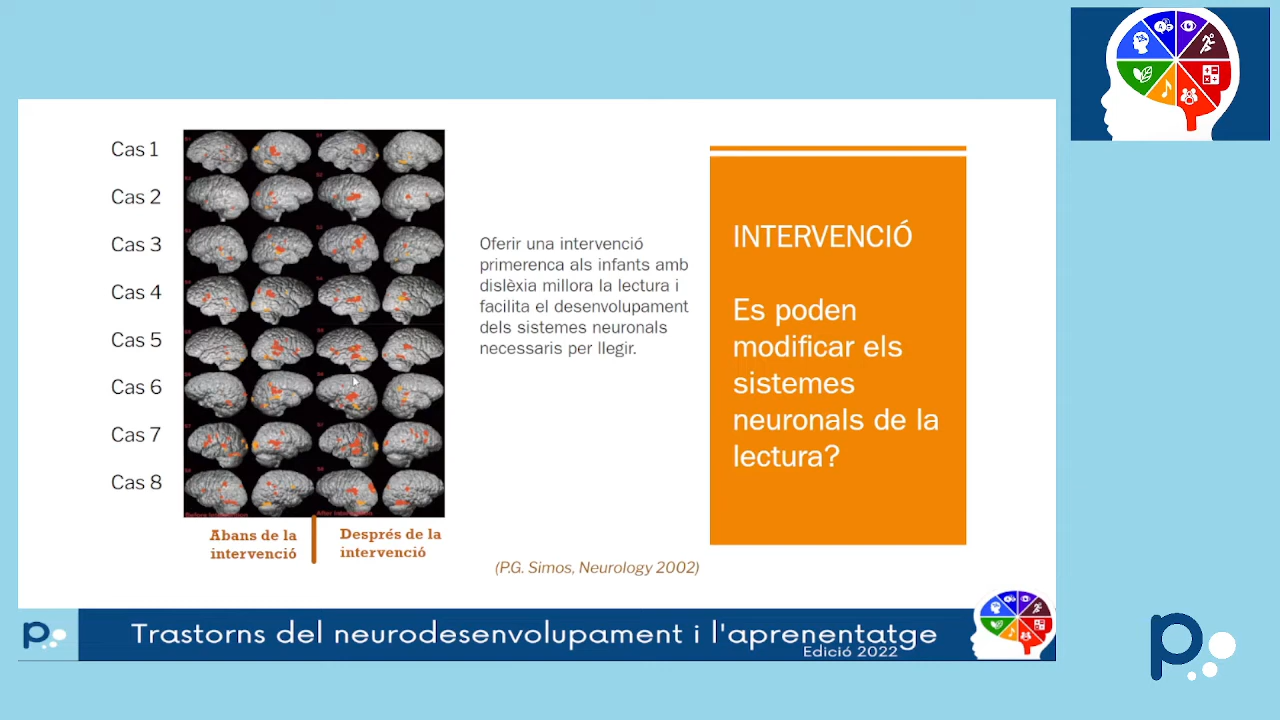 Cas 1
Cas 2
Cas 3
Cas 4
Cas 5
Cas 6
Cas 7
Cas 8
Abans de la
intervenció
Després de la
intervenció
Oferir una intervenció
primerenca als infants amb
dislèxia millora la lectura i
facilita el desenvolupament
dels sistemes neuronals
necessaris per llegir.
(P.G. Simos, Neurology 2002)
INTERVENCIÓ
Es poden
modificar els
sistemes
neuronals de la
lectura?
p
Trastorns del neurodesenvolupament i l'aprenentatge
Edició 2022
p